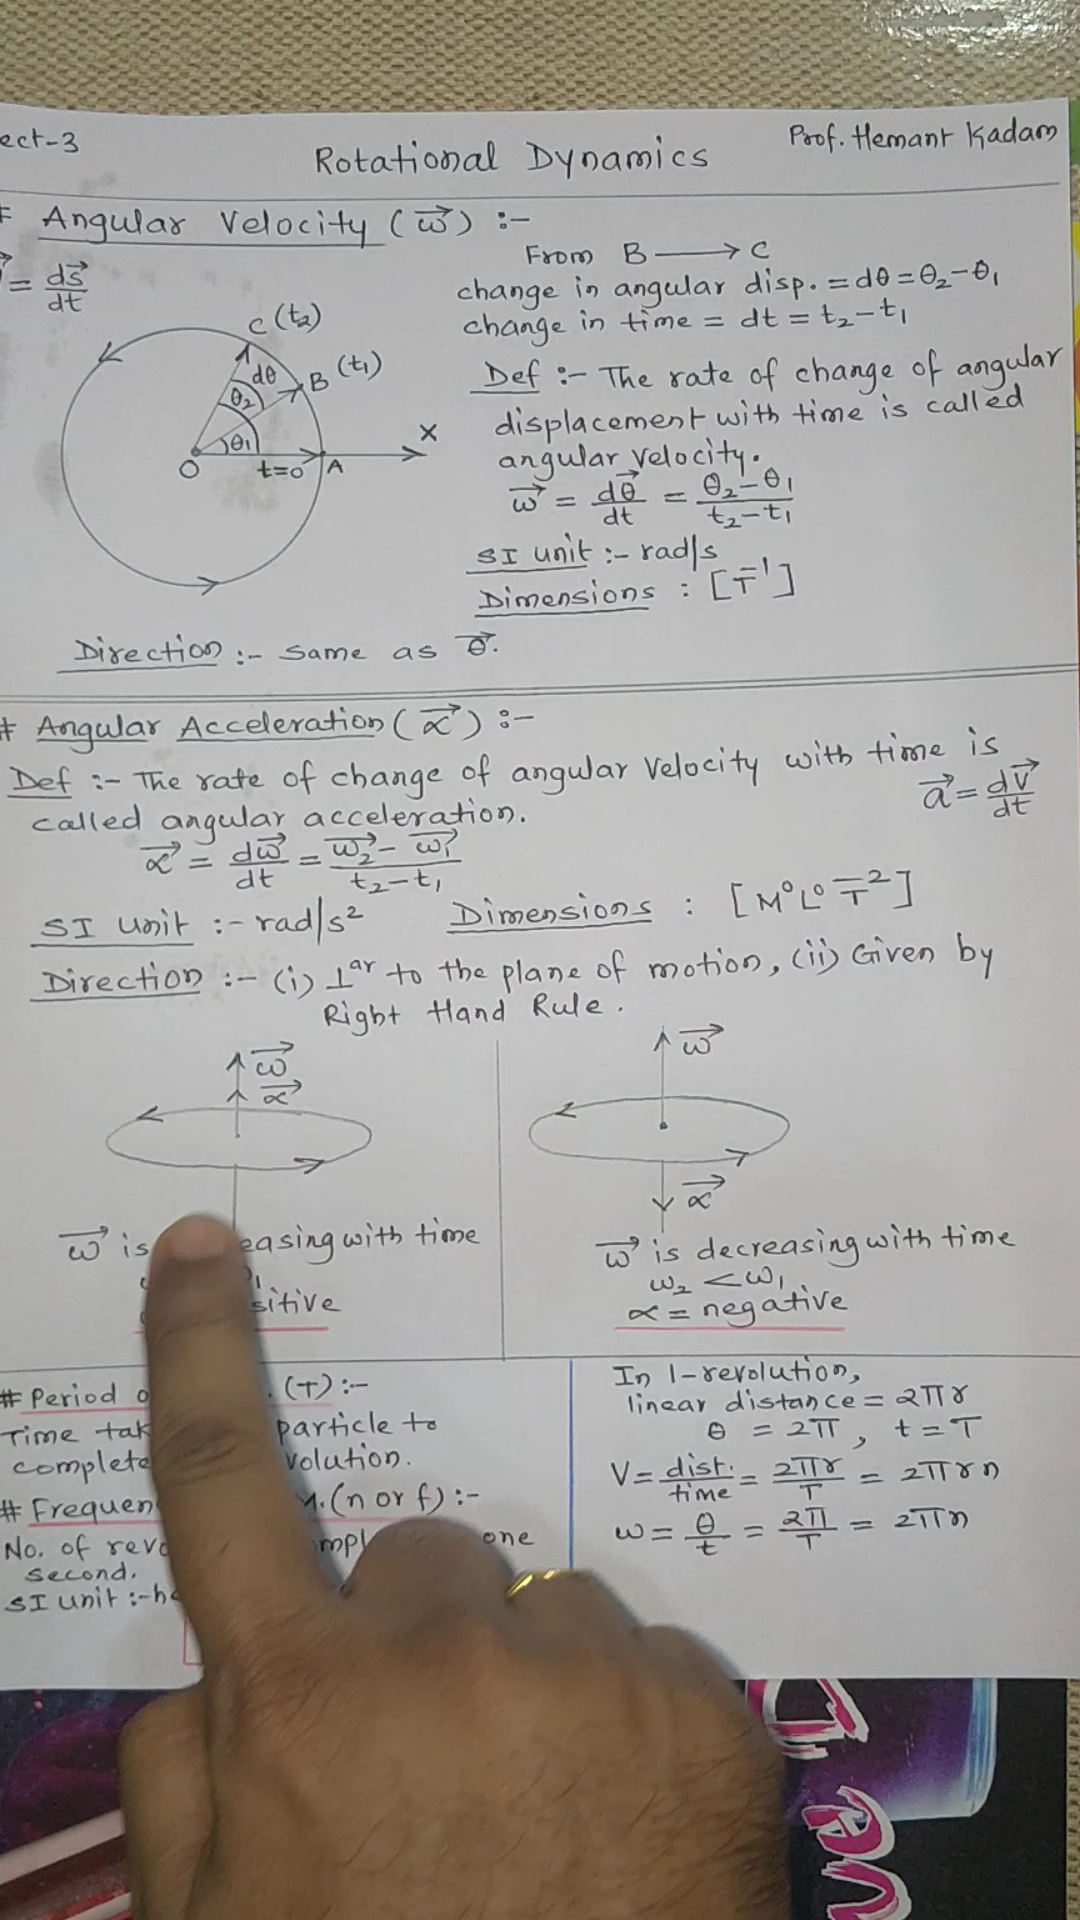 ect-3
Rotational Dynamics
Prof. Hemant Kadam
# Angular Velocity (ω⃗) :-
= ds⃗/dt
From B ⟶ C
change in angular disp. = dθ = θ₂-θ₁
change in time = dt = t₂-t₁
C (t₂)
dθ
B (t₁)
θ₂
θ₁
X
O
t=0
A
Def :- The rate of change of angular
displacement with time is called
angular velocity.
ω⃗ = dθ⃗/dt = θ₂-θ₁/t₂-t₁
SI unit :- rad/s
Dimensions : [T⁻¹]
Direction :- same as θ⃗.
# Angular Acceleration (α⃗) :-
Def :- The rate of change of angular velocity with time is
called angular acceleration.
a⃗ = dv⃗/dt
α⃗ = dω⃗/dt = ω⃗₂ - ω⃗₁/t₂-t₁
SI Unit :- rad/s²
Dimensions : [M⁰L⁰T⁻²]
Direction :- (i) ⊥ᵃʳ to the plane of motion, (ii) Given by
Right Hand Rule.
ω⃗
α⃗
ω⃗
α⃗
ω⃗ is easing with time
sitive
ω⃗ is decreasing with time
ω₂ < ω₁
α = negative
# Period (T) :-
Time particle to
complete volution.
# Frequen (n or f) :-
No. of one
second.
SI unit :-
In 1-revolution,
linear distance = 2πr
θ = 2π, t = T
V = dist./time = 2πr/T = 2πrn
ω = θ/t = 2π/T = 2πn